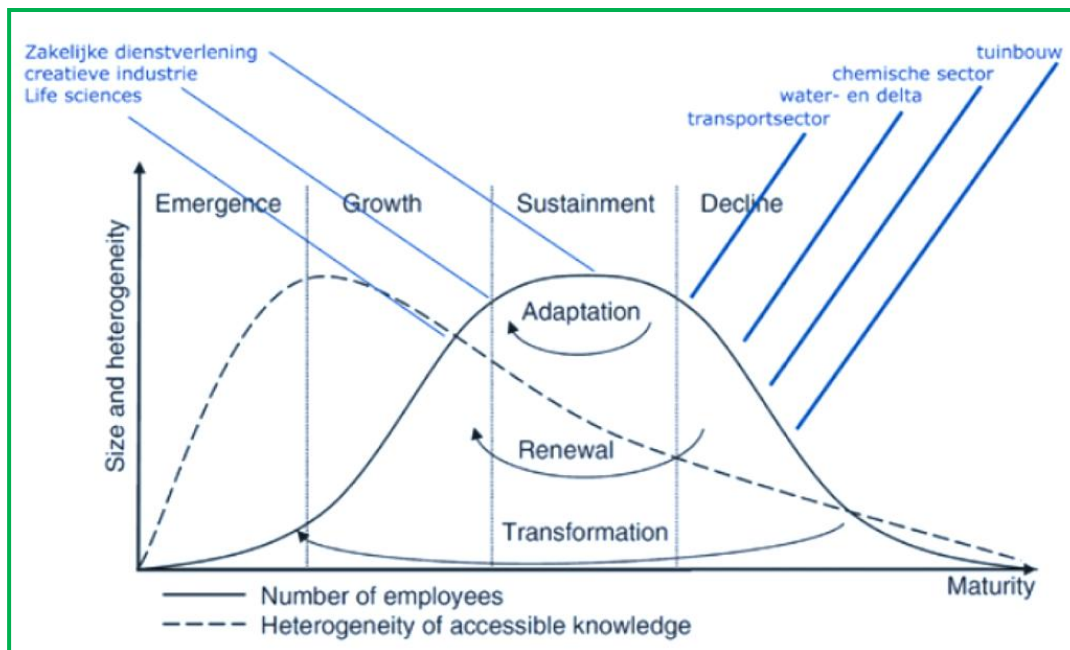 Zakelijke dienstverlening
creatieve industrie
Life sciences
tuinbouw
chemische sector
water- en delta
transportsector
Emergence
Growth
Sustainment
Decline
Size and heterogeneity
Adaptation
Renewal
Transformation
Maturity
Number of employees
Heterogeneity of accessible knowledge